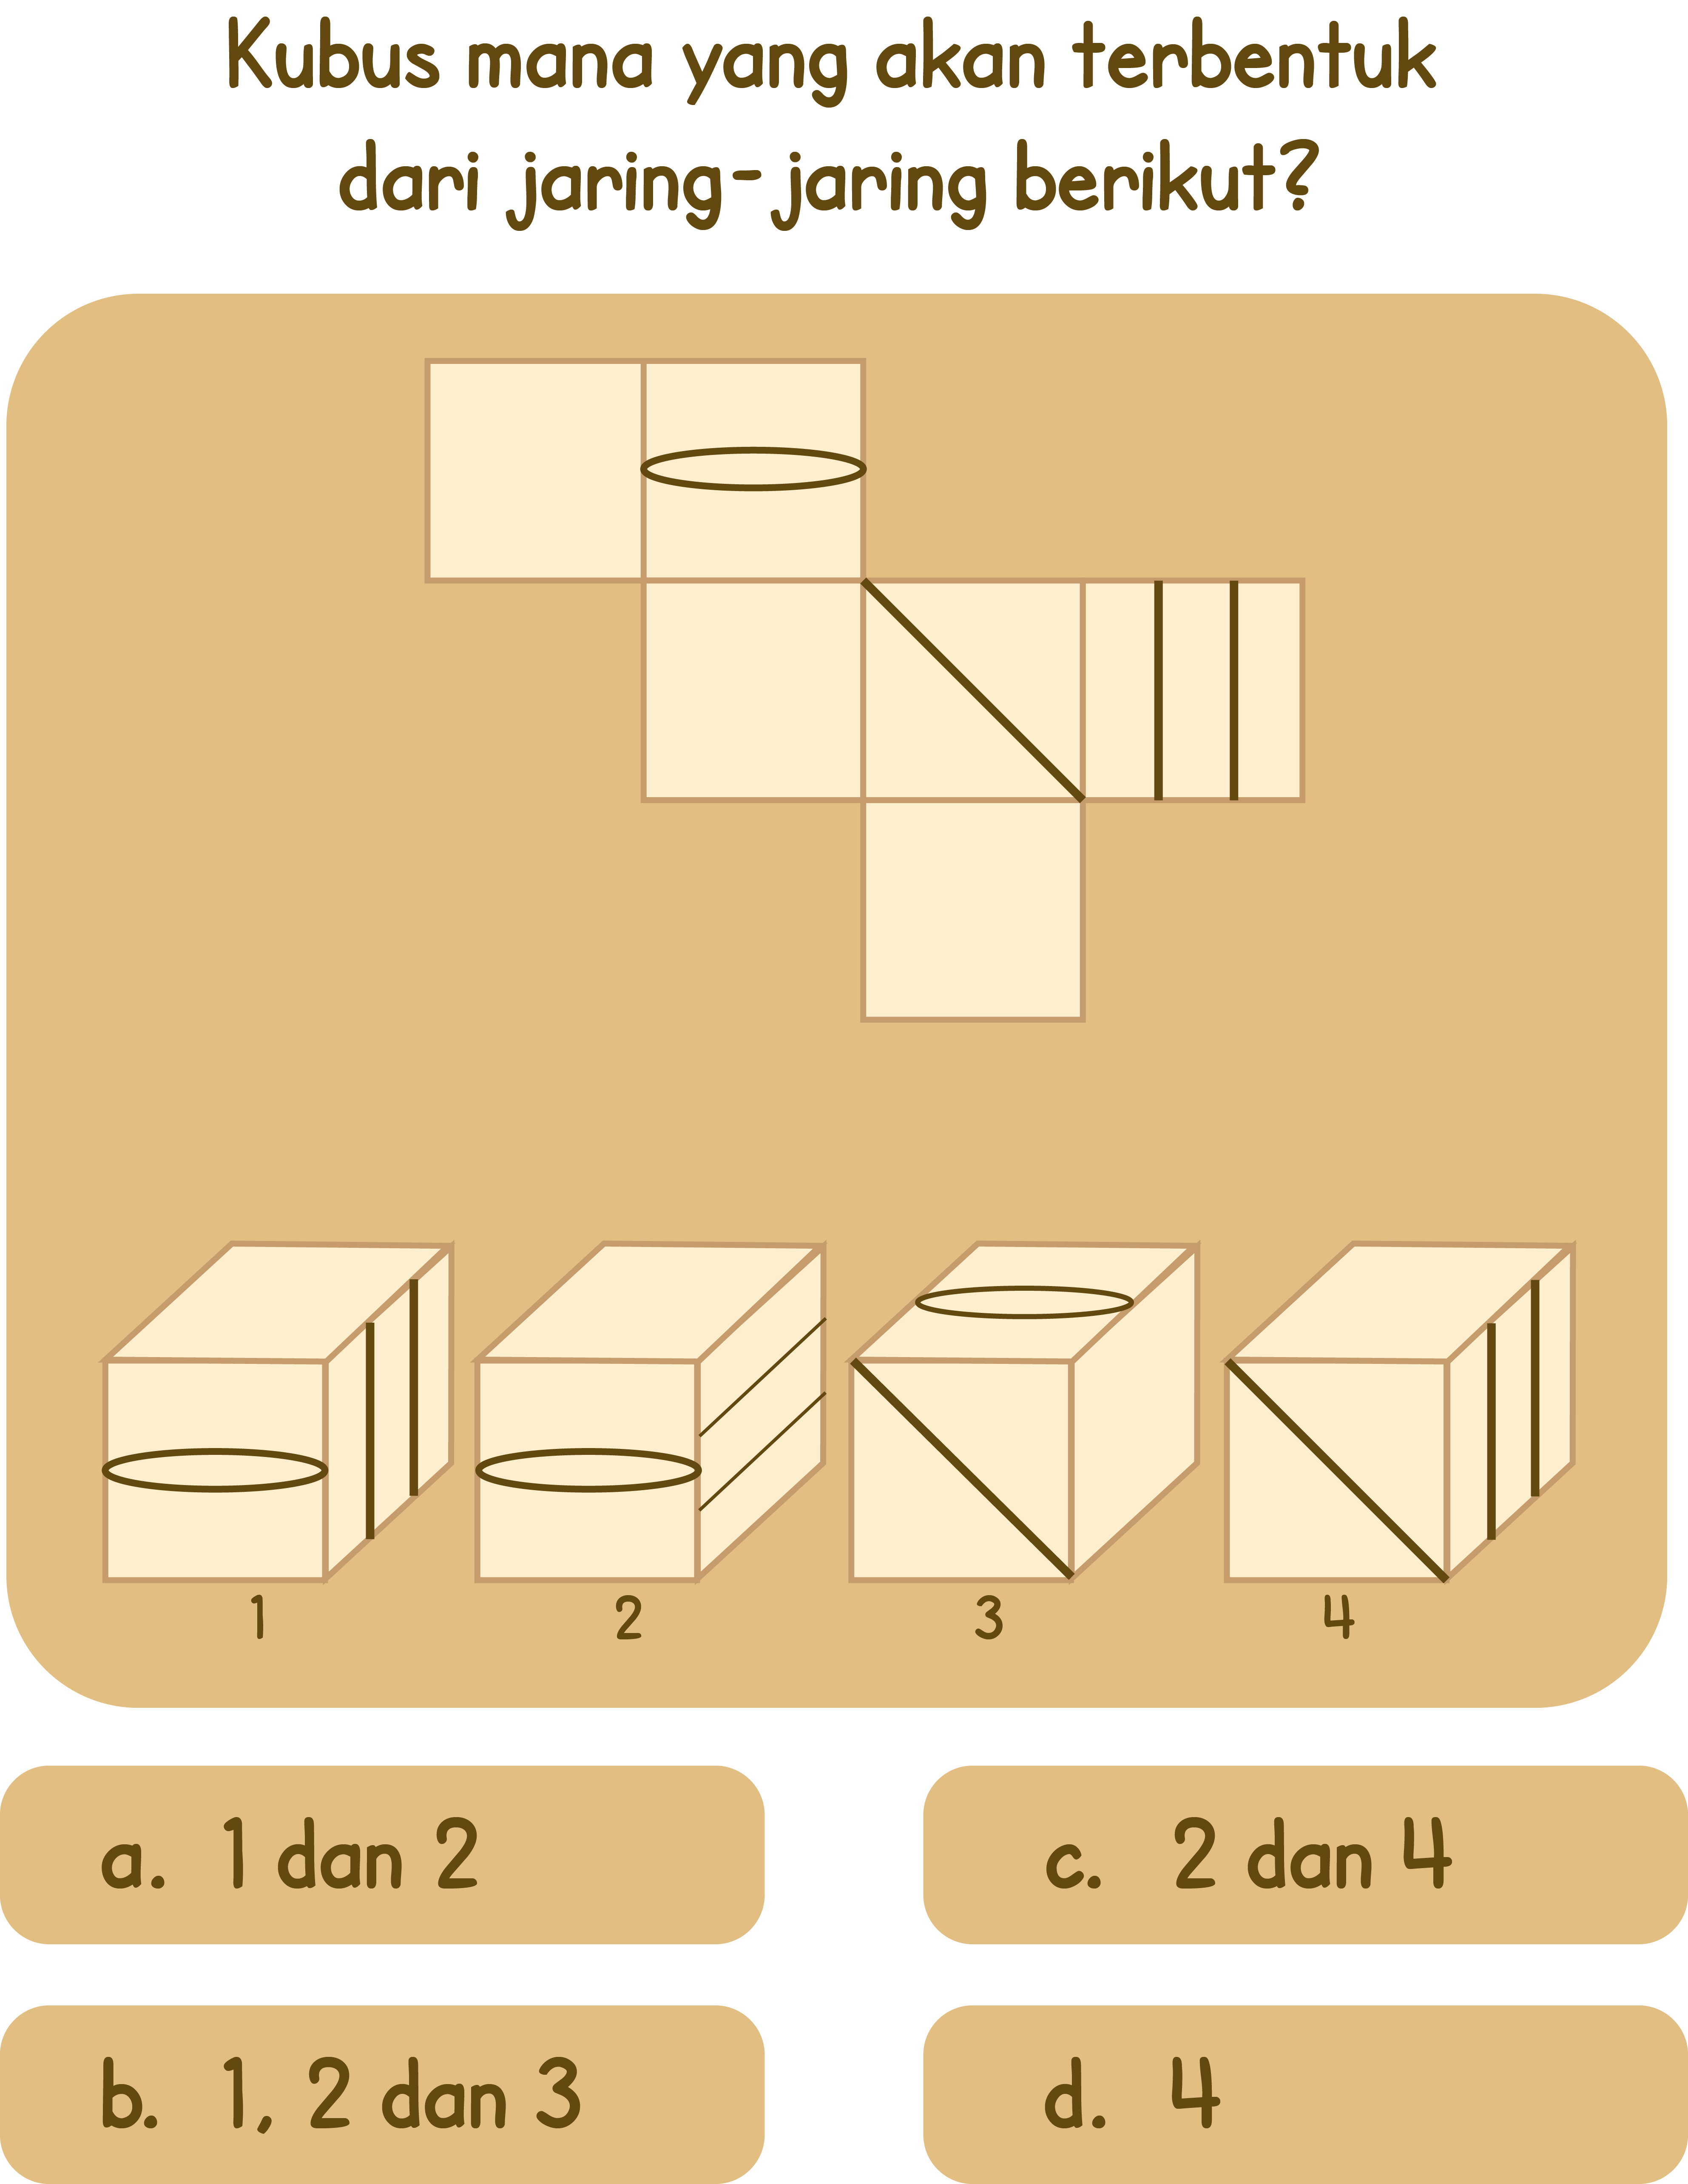 Kubus mana yang akan terbentuk
dari jaring-jaring berikut?
1
2
3
4
a. 1 dan 2
c. 2 dan 4
b. 1, 2 dan 3
d. 4